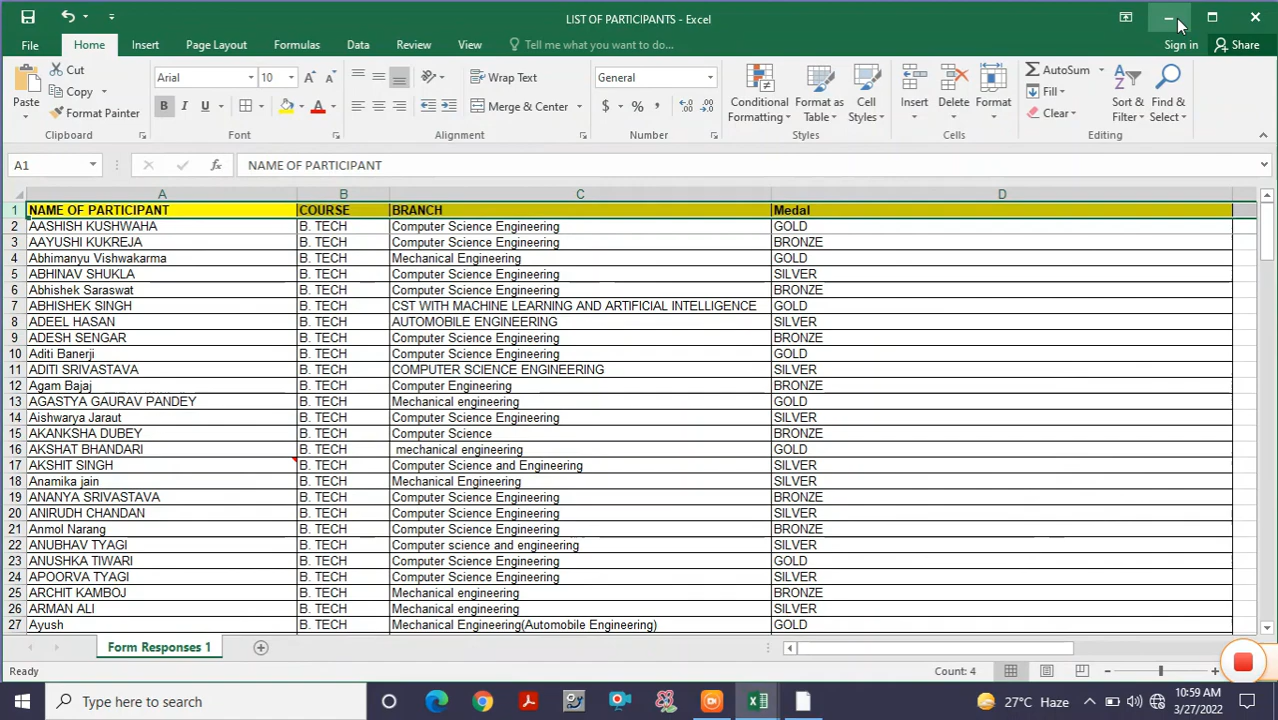 LIST OF PARTICIPANTS - Excel
File Home Insert Page Layout Formulas Data Review View Tell me what you want to do... Sign in Share
Paste
Cut
Copy
Format Painter
Clipboard
Arial 10
B I U
Font
Wrap Text
Merge & Center
Alignment
General
$ % ,
Number
Conditional Formatting
Format as Table
Cell Styles
Styles
Insert Delete Format
Cells
AutoSum
Fill
Clear
Sort & Filter
Find & Select
Editing
A1 fx NAME OF PARTICIPANT
A B C D
1 NAME OF PARTICIPANT COURSE BRANCH Medal
2 AASHISH KUSHWAHA B. TECH Computer Science Engineering GOLD
3 AAYUSHI KUKREJA B. TECH Computer Science Engineering BRONZE
4 Abhimanyu Vishwakarma B. TECH Mechanical Engineering GOLD
5 ABHINAV SHUKLA B. TECH Computer Science Engineering SILVER
6 Abhishek Saraswat B. TECH Computer Science Engineering BRONZE
7 ABHISHEK SINGH B. TECH CST WITH MACHINE LEARNING AND ARTIFICIAL INTELLIGENCE GOLD
8 ADEEL HASAN B. TECH AUTOMOBILE ENGINEERING SILVER
9 ADESH SENGAR B. TECH Computer Science Engineering BRONZE
10 Aditi Banerji B. TECH Computer Science Engineering GOLD
11 ADITI SRIVASTAVA B. TECH COMPUTER SCIENCE ENGINEERING SILVER
12 Agam Bajaj B. TECH Computer Engineering BRONZE
13 AGASTYA GAURAV PANDEY B. TECH Mechanical engineering GOLD
14 Aishwarya Jaraut B. TECH Computer Science Engineering SILVER
15 AKANKSHA DUBEY B. TECH Computer Science BRONZE
16 AKSHAT BHANDARI B. TECH mechanical engineering GOLD
17 AKSHIT SINGH B. TECH Computer Science and Engineering SILVER
18 Anamika jain B. TECH Mechanical Engineering SILVER
19 ANANYA SRIVASTAVA B. TECH Computer Science Engineering BRONZE
20 ANIRUDH CHANDAN B. TECH Computer Science Engineering SILVER
21 Anmol Narang B. TECH Computer Science Engineering BRONZE
22 ANUBHAV TYAGI B. TECH Computer science and engineering SILVER
23 ANUSHKA TIWARI B. TECH Computer Science Engineering GOLD
24 APOORVA TYAGI B. TECH Computer Science Engineering SILVER
25 ARCHIT KAMBOJ B. TECH Mechanical engineering BRONZE
26 ARMAN ALI B. TECH Mechanical engineering SILVER
27 Ayush B. TECH Mechanical Engineering(Automobile Engineering) GOLD
Form Responses 1
Ready Count: 4
Type here to search 27°C Haze 10:59 AM
3/27/2022